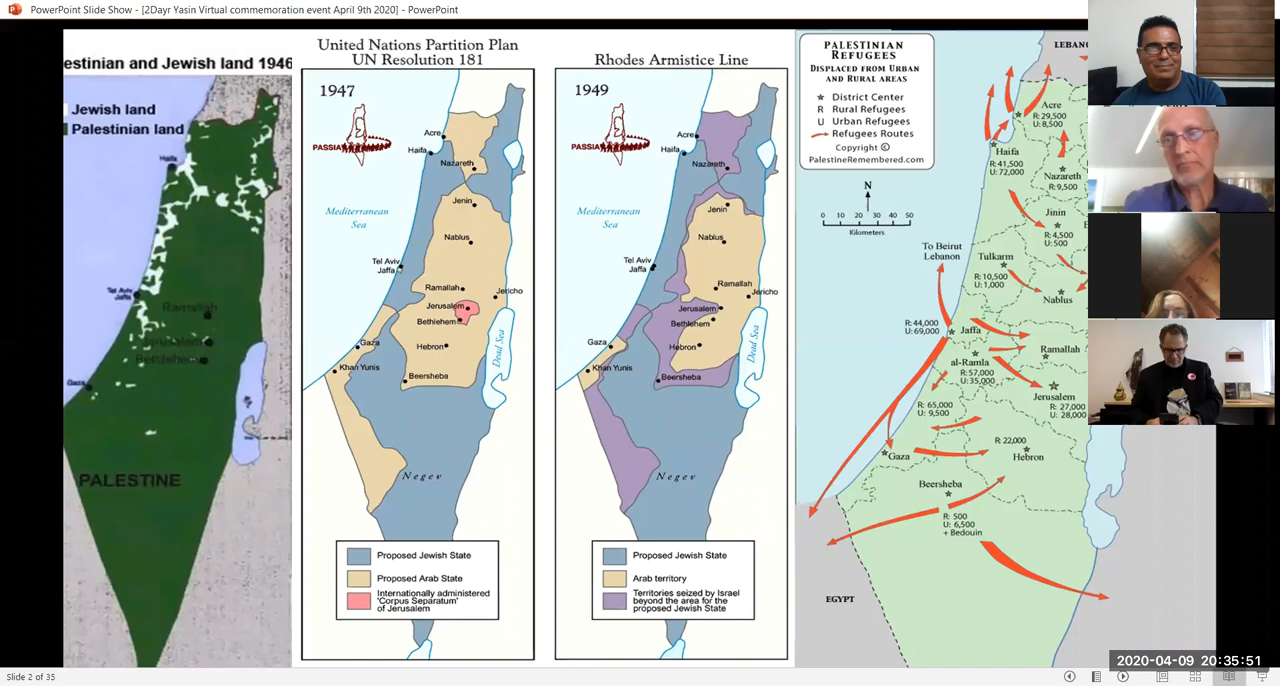 PowerPoint Slide Show - [2Dayr Yasin Virtual commemoration event April 9th 2020] - PowerPoint
estinian and Jewish land 1946
Jewish land
Palestinian land
Haifa
Tel Aviv
Jaffa
Ramallah
Jerusalem
Bethlehem
Gaza
PALESTINE
United Nations Partition Plan
UN Resolution 181
1947
PASSIA
Acre
Haifa
Nazareth
Mediterranean
Sea
Jenin
Nablus
Tel Aviv
Jaffa
Ramallah
Jericho
Jerusalem
Bethlehem
Gaza
Hebron
Dead Sea
Khan Yunis
Beersheba
Negev
Proposed Jewish State
Proposed Arab State
Internationally administered
'Corpus Separatum'
of Jerusalem
Rhodes Armistice Line
1949
PASSIA
Acre
Haifa
Nazareth
Mediterranean
Sea
Jenin
Nablus
Tel Aviv
Jaffa
Ramallah
Jericho
Jerusalem
Bethlehem
Gaza
Hebron
Dead Sea
Khan Yunis
Beersheba
Negev
Proposed Jewish State
Arab territory
Territories seized by Israel
beyond the area for the
proposed Jewish State
PALESTINIAN
REFUGEES
DISPLACED FROM URBAN
AND RURAL AREAS
District Center
R Rural Refugees
U Urban Refugees
Refugees Routes
Copyright ©
PalestineRemembered.com
N
0 10 20 30 40 50
Kilometers
LEBANO
Acre
R: 29,500
U: 8,500
Haifa
R: 41,500
U: 72,000
Nazareth
R: 9,500
Jinin
R: 4,500
U: 500
To Beirut
Lebanon
Tulkarm
R: 10,500
U: 1,000
Nablus
R: 44,000
U: 69,000
Jaffa
Ramallah
al-Ramla
R: 57,000
U: 35,000
Jerusalem
R: 27,000
U: 28,000
R: 65,000
U: 9,500
Gaza
R: 22,000
Hebron
Beersheba
R: 500
U: 6,500
+ Bedouin
EGYPT
2020-04-09 20:35:51
Slide 2 of 35